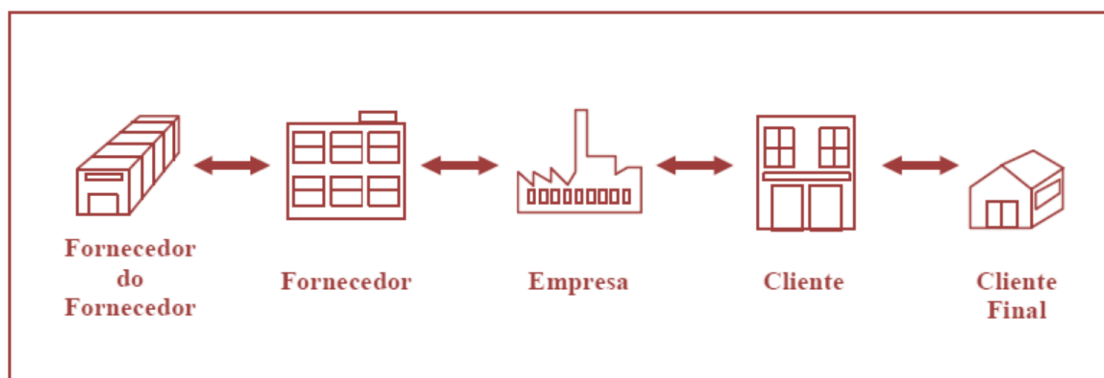 Fornecedor
do
Fornecedor
Fornecedor
Empresa
Cliente
Cliente
Final